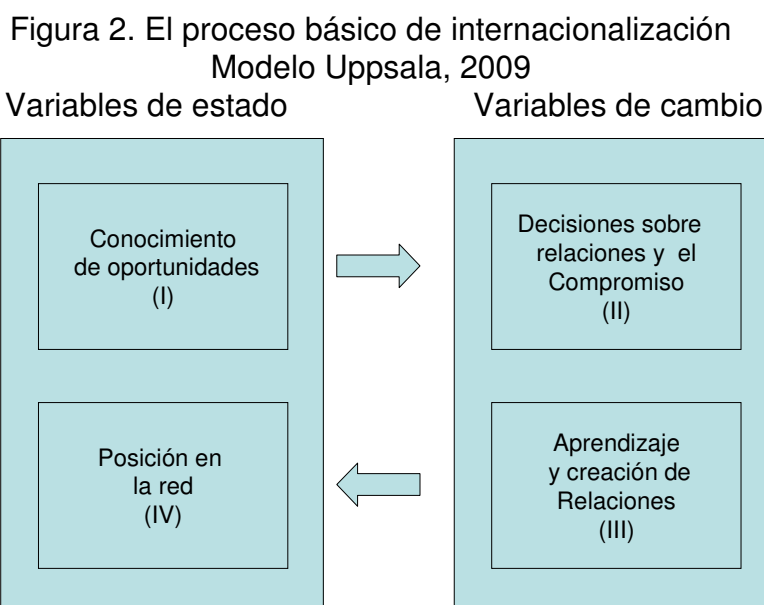 Figura 2. El proceso básico de internacionalización
Modelo Uppsala, 2009
Variables de estado
Variables de cambio
Conocimiento
de oportunidades
(I)
Decisiones sobre
relaciones y el
Compromiso
(II)
Posición en
la red
(IV)
Aprendizaje
y creación de
Relaciones
(III)